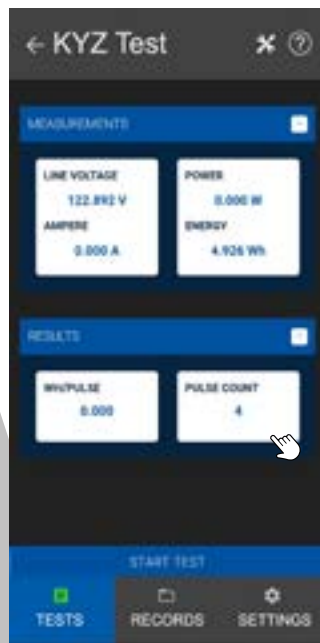 KYZ Test
MEASUREMENTS
LINE VOLTAGE
122.892 V
AMPERE
0.000 A
POWER
0.000 W
ENERGY
4.926 Wh
RESULTS
WH/PULSE
0.000
PULSE COUNT
4
START TEST
TESTS
RECORDS
SETTINGS